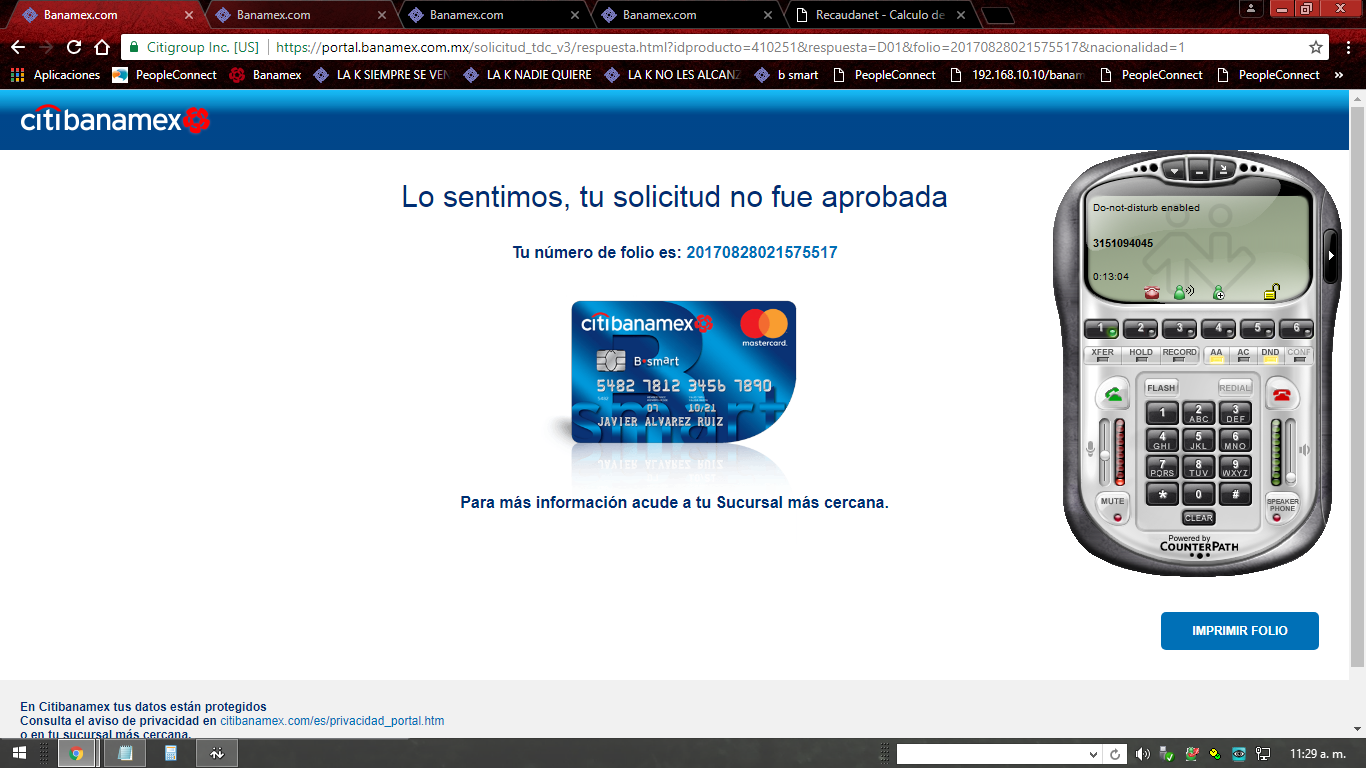 Banamex.com
Banamex.com
Banamex.com
Banamex.com
Recaudanet - Calculo de
Citigroup Inc. [US]
https://portal.banamex.com.mx/solicitud_tdc_v3/respuesta.html?idproducto=410251&respuesta=D01&folio=20170828021575517&nacionalidad=1
Aplicaciones
PeopleConnect
Banamex
LA K SIEMPRE SE VEN
LA K NADIE QUIERE
LA K NO LES ALCANZ
b smart
PeopleConnect
192.168.10.10/banam
PeopleConnect
PeopleConnect
»
citibanamex
Lo sentimos, tu solicitud no fue aprobada
Tu número de folio es: 20170828021575517
citibanamex
mastercard.
B•smart
5482 7812 3456 7890
5482
07 10/21
JAVIER ALVAREZ RUIZ
smart
Para más información acude a tu Sucursal más cercana.
Do-not-disturb enabled
3151094045
0:13:04
1 2 3 4 5 6
XFER HOLD RECORD AA AC DND CONF
FLASH REDIAL
1 2 ABC 3 DEF
4 GHI 5 JKL 6 MNO
7 PQRS 8 TUV 9 WXYZ
* 0 #
MUTE
SPEAKER PHONE
CLEAR
Powered by
COUNTERPATH
IMPRIMIR FOLIO
En Citibanamex tus datos están protegidos
Consulta el aviso de privacidad en citibanamex.com/es/privacidad_portal.htm
o en tu sucursal más cercana.
11:29 a. m.